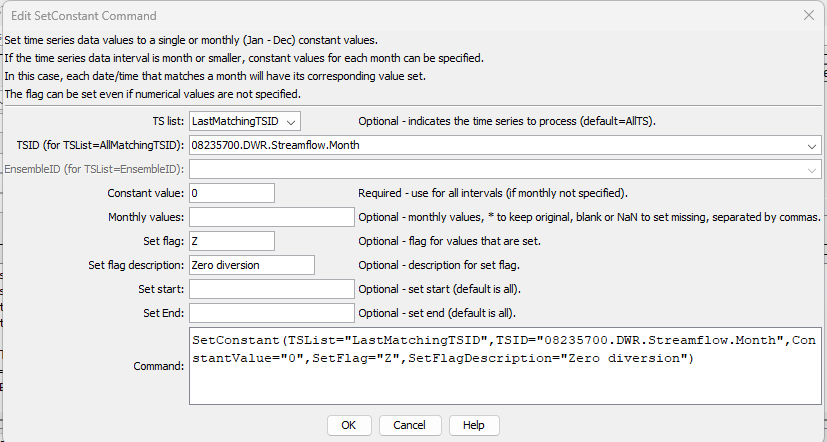 Edit SetConstant Command
Set time series data values to a single or monthly (Jan - Dec) constant values.
If the time series data interval is month or smaller, constant values for each month can be specified.
In this case, each date/time that matches a month will have its corresponding value set.
The flag can be set even if numerical values are not specified.
TS list: LastMatchingTSID Optional - indicates the time series to process (default=AllTS).
TSID (for TSList=AllMatchingTSID): 08235700.DWR.Streamflow.Month
EnsembleID (for TSList=EnsembleID):
Constant value: 0 Required - use for all intervals (if monthly not specified).
Monthly values: Optional - monthly values, * to keep original, blank or NaN to set missing, separated by commas.
Set flag: Z Optional - flag for values that are set.
Set flag description: Zero diversion Optional - description for set flag.
Set start: Optional - set start (default is all).
Set End: Optional - set end (default is all).
Command: SetConstant(TSList="LastMatchingTSID",TSID="08235700.DWR.Streamflow.Month",Con
stantValue="0",SetFlag="Z",SetFlagDescription="Zero diversion")
OK Cancel Help